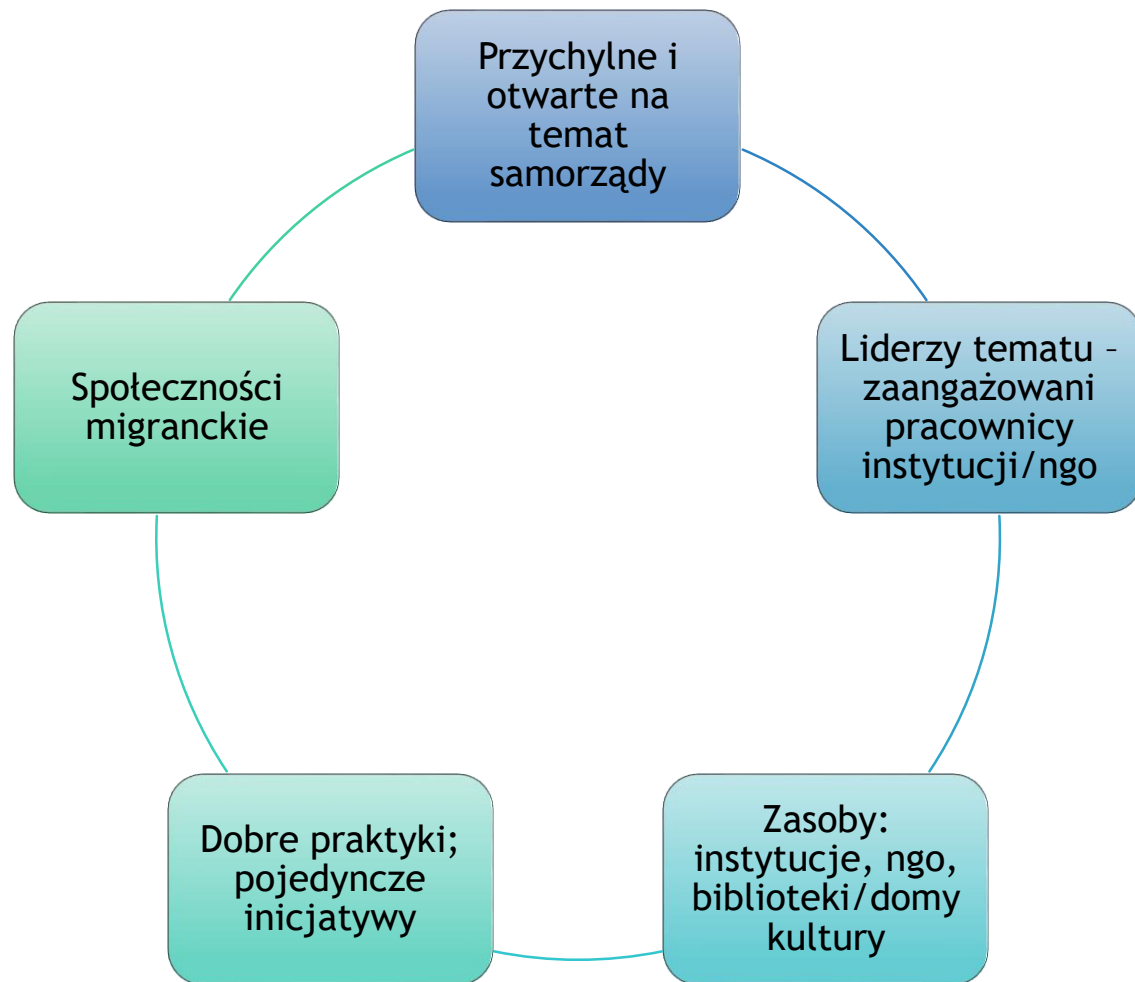 Przychylne i
otwarte na
temat
samorządy
Liderzy tematu –
zaangażowani
pracownicy
instytucji/ngo
Zasoby:
instytucje, ngo,
biblioteki/domy
kultury
Dobre praktyki;
pojedyncze
inicjatywy
Społeczności
migranckie